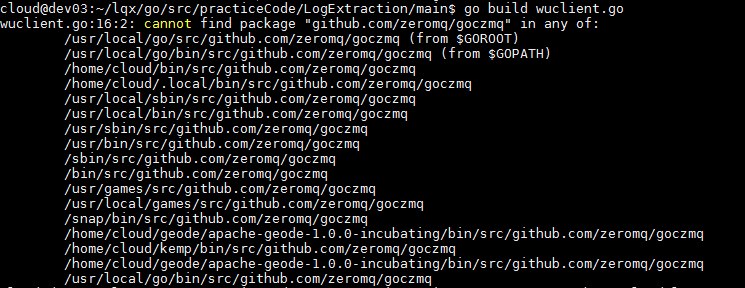 cloud@dev03:~/lqx/go/src/practiceCode/LogExtraction/main$ go build wuclient.go
wuclient.go:16:2: cannot find package "github.com/zeromq/goczmq" in any of:
/usr/local/go/src/github.com/zeromq/goczmq (from $GOROOT)
/usr/local/go/bin/src/github.com/zeromq/goczmq (from $GOPATH)
/home/cloud/bin/src/github.com/zeromq/goczmq
/home/cloud/.local/bin/src/github.com/zeromq/goczmq
/usr/local/sbin/src/github.com/zeromq/goczmq
/usr/local/bin/src/github.com/zeromq/goczmq
/usr/sbin/src/github.com/zeromq/goczmq
/usr/bin/src/github.com/zeromq/goczmq
/sbin/src/github.com/zeromq/goczmq
/bin/src/github.com/zeromq/goczmq
/usr/games/src/github.com/zeromq/goczmq
/usr/local/games/src/github.com/zeromq/goczmq
/snap/bin/src/github.com/zeromq/goczmq
/home/cloud/geode/apache-geode-1.0.0-incubating/bin/src/github.com/zeromq/goczmq
/home/cloud/kemp/bin/src/github.com/zeromq/goczmq
/home/cloud/geode/apache-geode-1.0.0-incubating/bin/src/github.com/zeromq/goczmq
/usr/local/go/bin/src/github.com/zeromq/goczmq